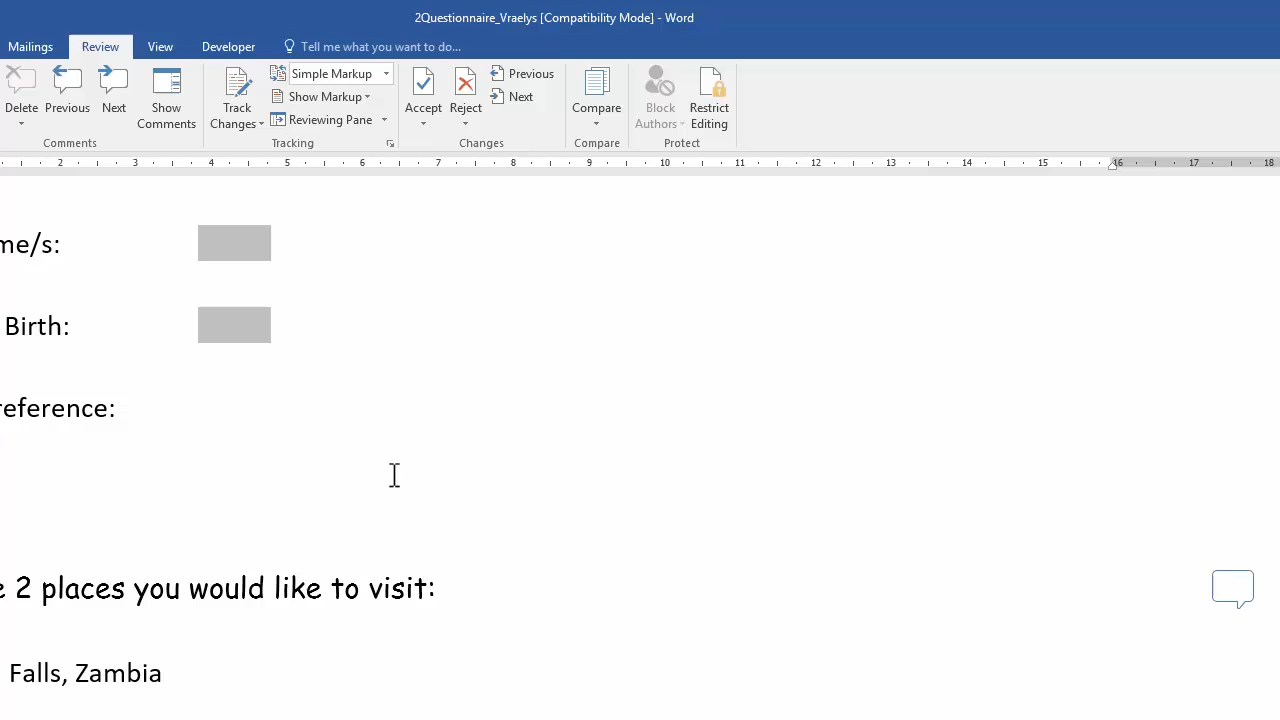 2Questionnaire_Vraelys [Compatibility Mode] - Word
Mailings Review View Developer Tell me what you want to do...
Delete Previous Next Show Comments
Comments
Track Changes
Simple Markup
Show Markup
Reviewing Pane
Tracking
Accept Reject
Previous
Next
Changes
Compare
Compare
Block Authors Restrict Editing
Protect
2 3 4 5 6 7 8 9 10 11 12 13 14 15 16 17 18
me/s:
Birth:
reference:
e 2 places you would like to visit:
Falls, Zambia